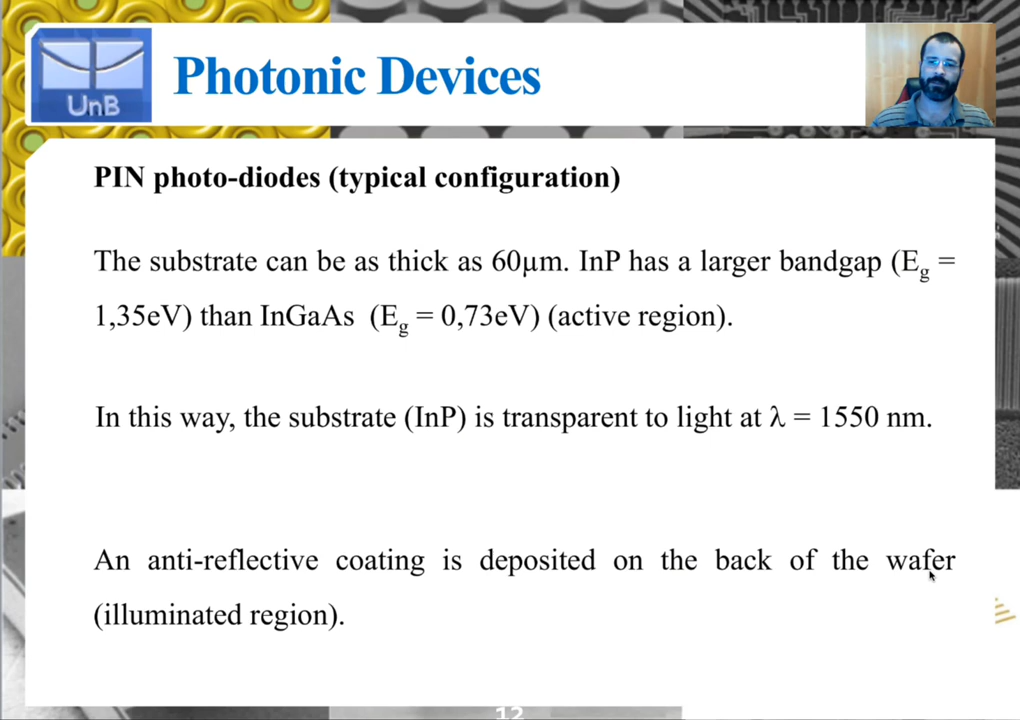 UnB
Photonic Devices
PIN photo-diodes (typical configuration)
The substrate can be as thick as 60µm. InP has a larger bandgap (Eg =
1,35eV) than InGaAs (Eg = 0,73eV) (active region).
In this way, the substrate (InP) is transparent to light at λ = 1550 nm.
An anti-reflective coating is deposited on the back of the wafer
(illuminated region).
12